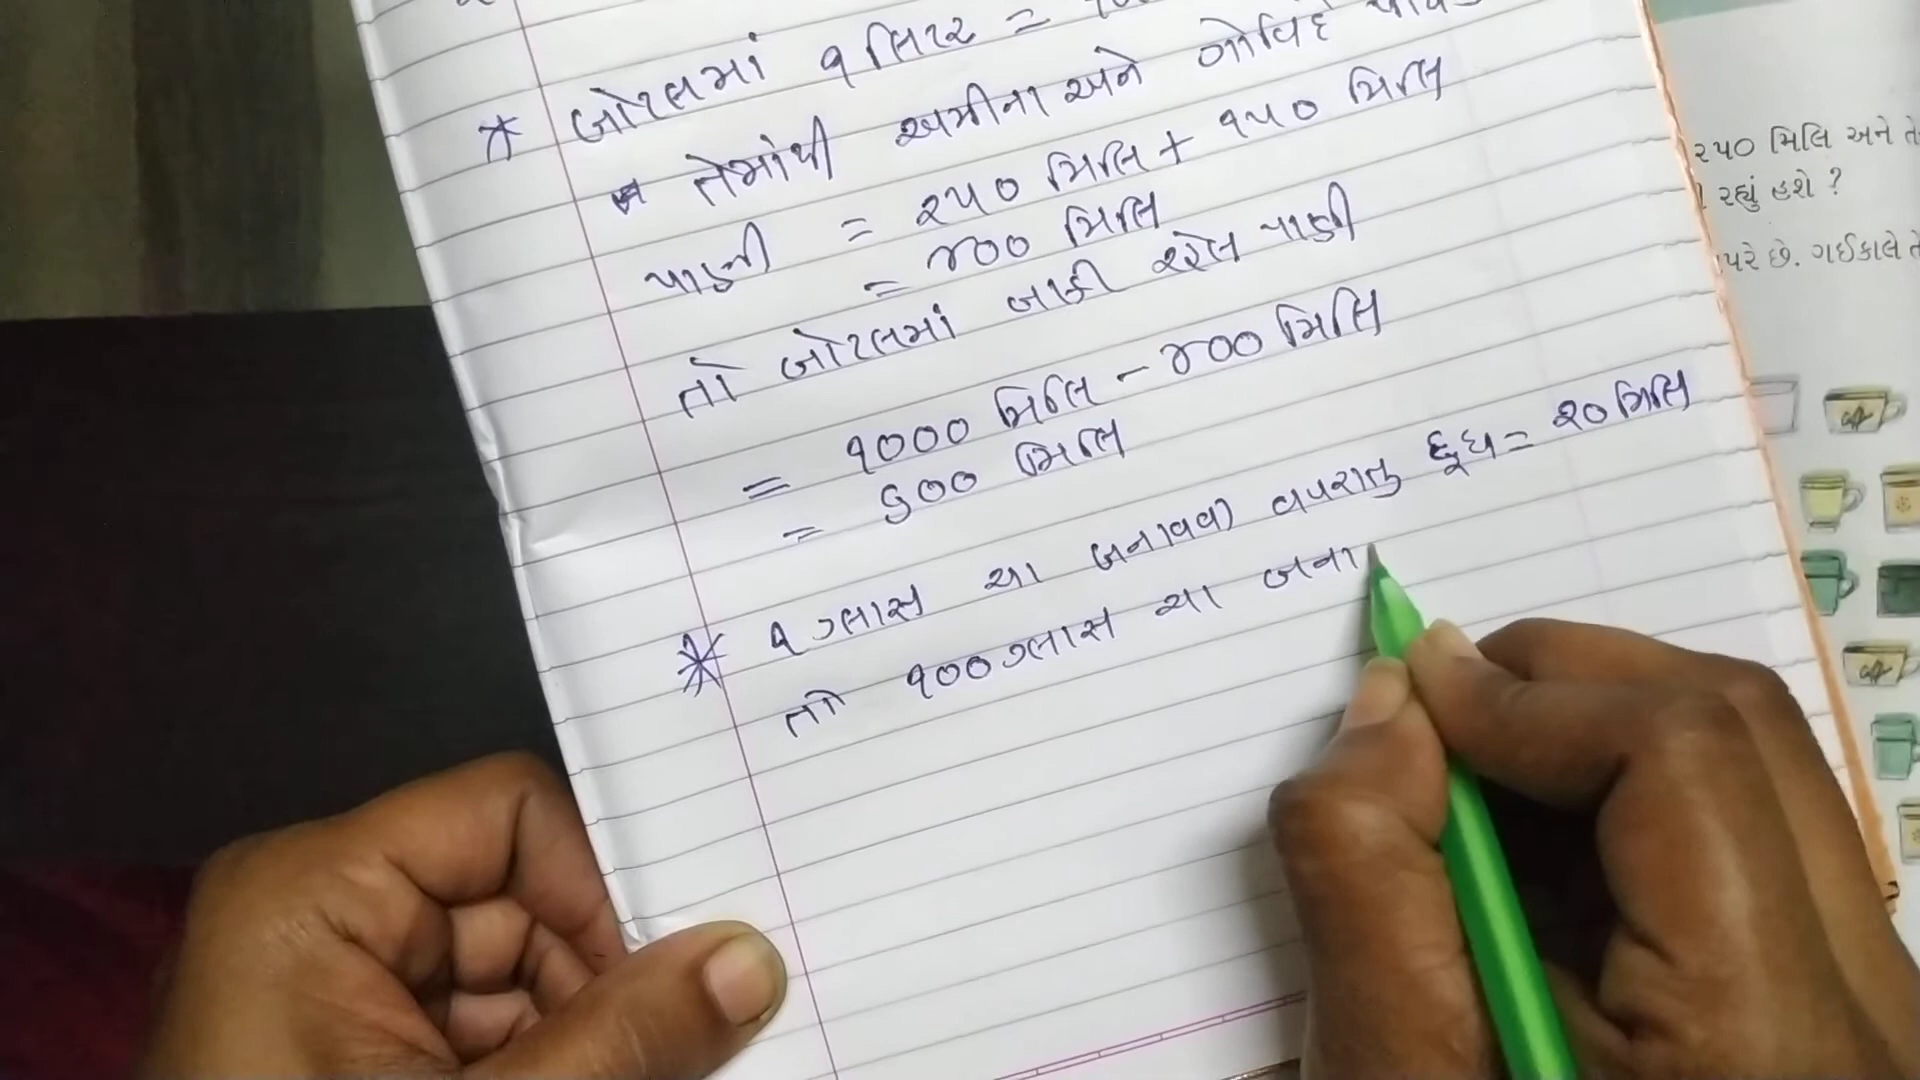 * બોટલમાં ૧ લિટર =
તેમાંથી અમીના અને ગોવિંદે
પાણી = ૨૫૦ મિલિ + ૧૫૦ મિલિ
= ૪૦૦ મિલિ
તો બોટલમાં બાકી રહેલ પાણી
= ૧૦૦૦ મિલિ - ૪૦૦ મિલિ
= ૬૦૦ મિલિ
* ૧ ગ્લાસ ચા બનાવવા વપરાતુ દૂધ = ૨૦ મિલિ
તો ૧૦૦ ગ્લાસ ચા બના
૨૫૦ મિલિ અને તે
રહ્યું હશે ?
પરે છે. ગઈકાલે તે